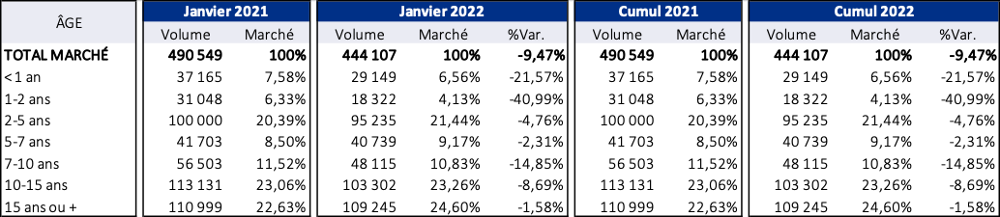 ÂGE Janvier 2021 Janvier 2022 Cumul 2021 Cumul 2022
Volume Marché Volume Marché %Var. Volume Marché Volume Marché %Var.
TOTAL MARCHÉ 490 549 100% 444 107 100% -9,47% 490 549 100% 444 107 100% -9,47%
<1 an 37 165 7,58% 29 149 6,56% -21,57% 37 165 7,58% 29 149 6,56% -21,57%
1-2 ans 31 048 6,33% 18 322 4,13% -40,99% 31 048 6,33% 18 322 4,13% -40,99%
2-5 ans 100 000 20,39% 95 235 21,44% -4,76% 100 000 20,39% 95 235 21,44% -4,76%
5-7 ans 41 703 8,50% 40 739 9,17% -2,31% 41 703 8,50% 40 739 9,17% -2,31%
7-10 ans 56 503 11,52% 48 115 10,83% -14,85% 56 503 11,52% 48 115 10,83% -14,85%
10-15 ans 113 131 23,06% 103 302 23,26% -8,69% 113 131 23,06% 103 302 23,26% -8,69%
15 ans ou + 110 999 22,63% 109 245 24,60% -1,58% 110 999 22,63% 109 245 24,60% -1,58%